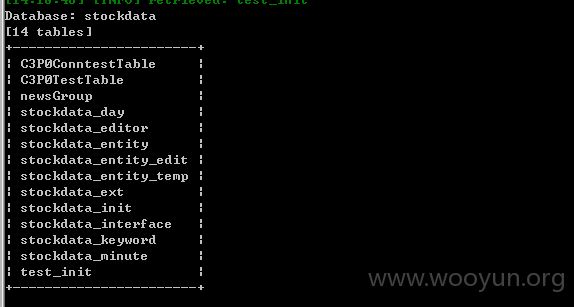 [14:16:48] [INFO] retrieved: test_init
Database: stockdata
[14 tables]
+-----------------------+
| C3P0ConntestTable     |
| C3P0TestTable         |
| newsGroup             |
| stockdata_day         |
| stockdata_editor      |
| stockdata_entity      |
| stockdata_entity_edit |
| stockdata_entity_temp |
| stockdata_ext         |
| stockdata_init        |
| stockdata_interface   |
| stockdata_keyword     |
| stockdata_minute      |
| test_init             |
+-----------------------+
www.wooyun.org